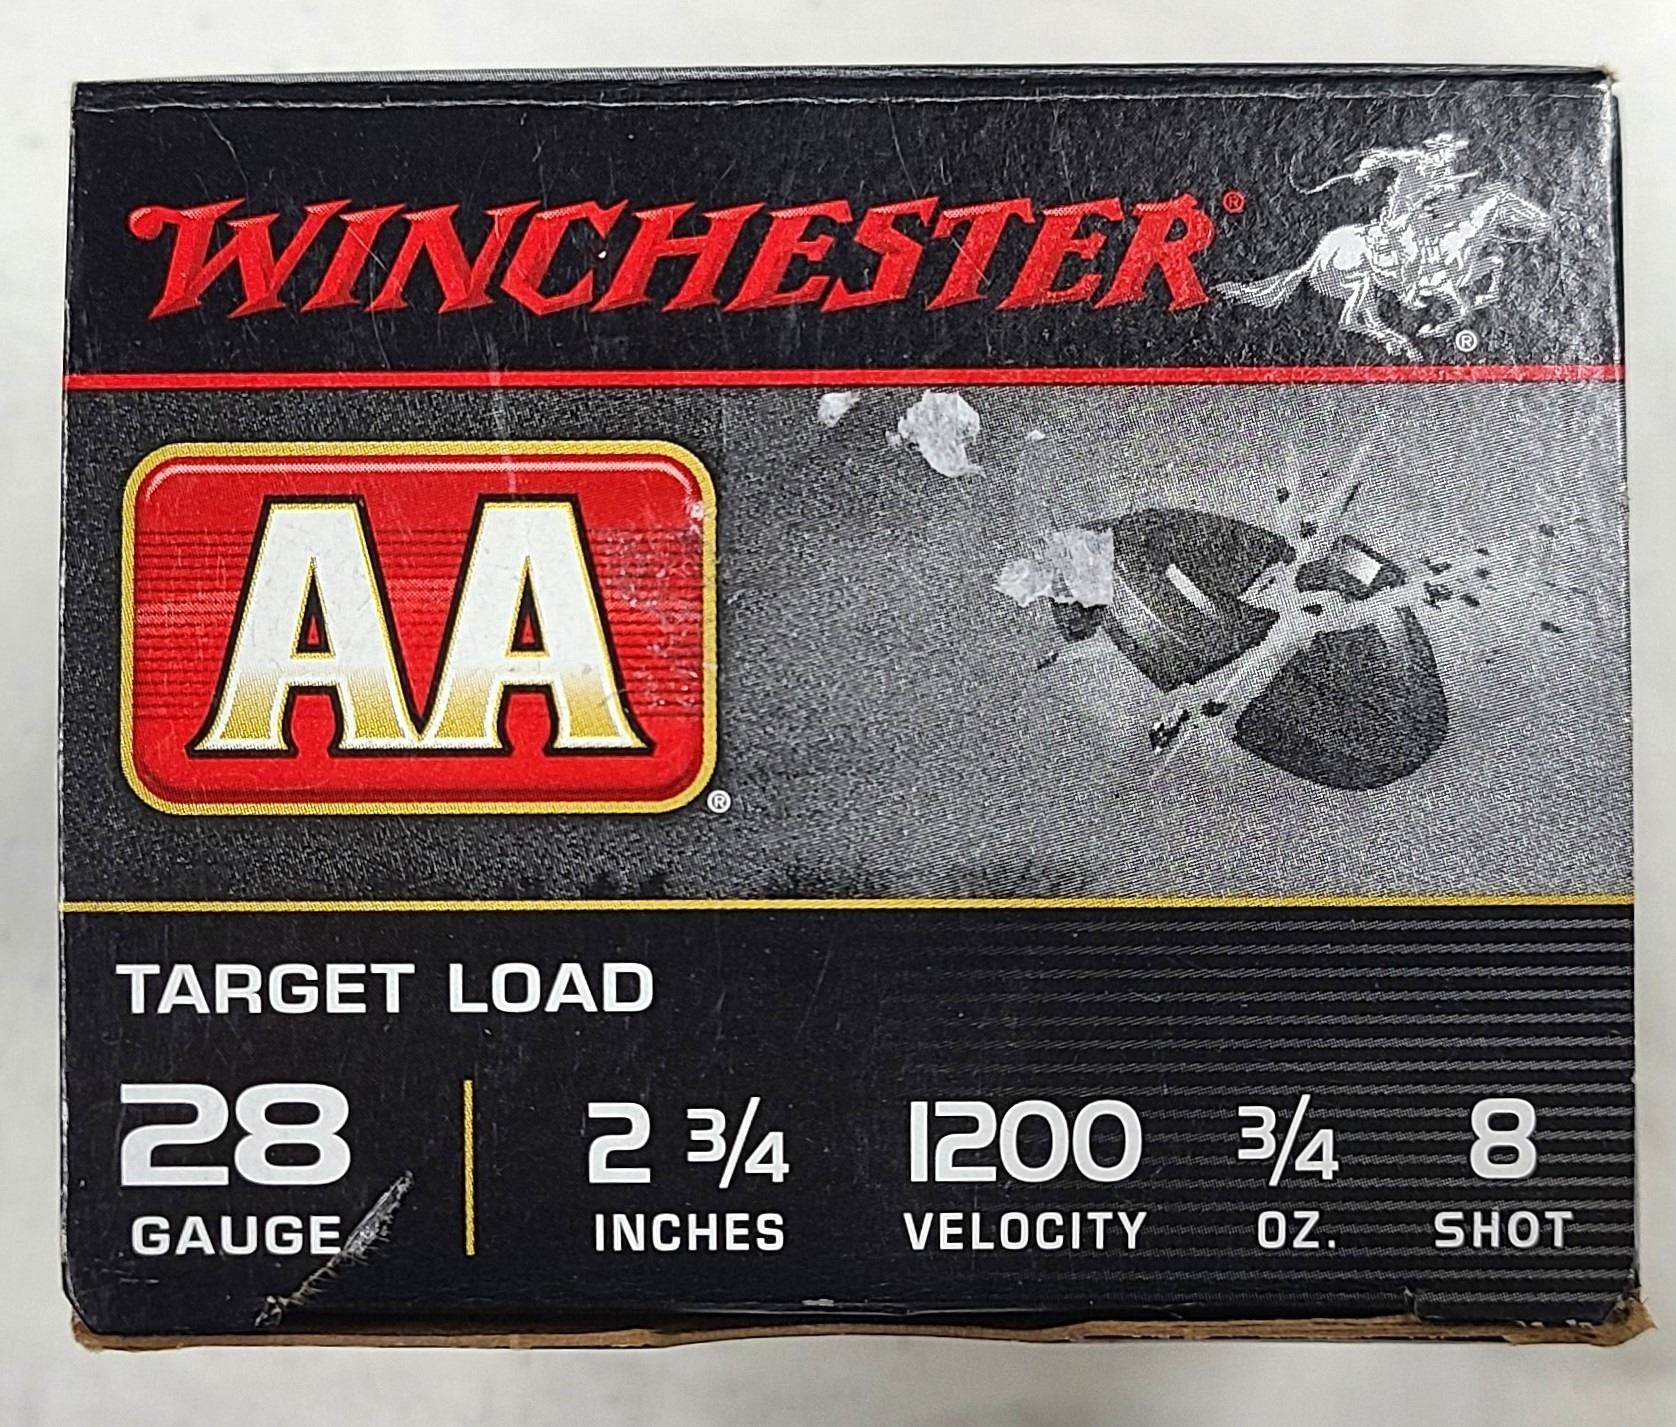 WINCHESTER®
®
AA®
TARGET LOAD
28 2 3/4 1200 3/4 8
GAUGE INCHES VELOCITY OZ. SHOT